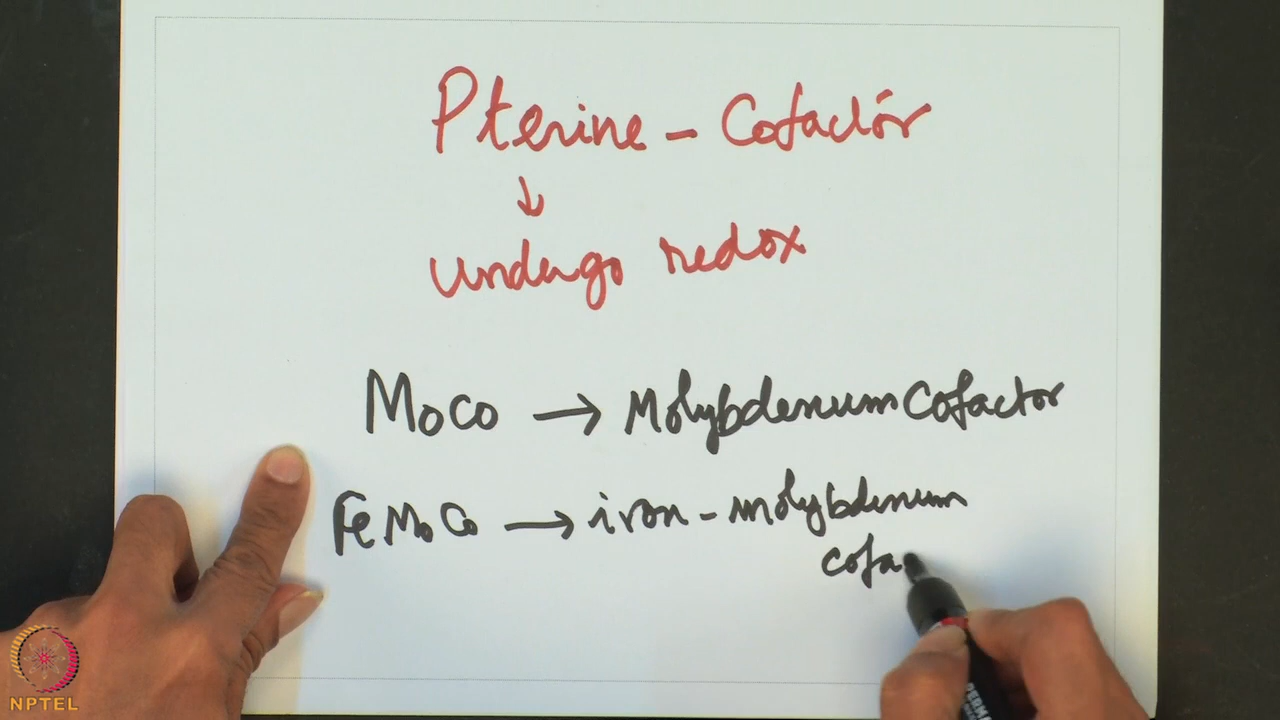 Pterine - Cofactor
↓
undergo redox
MoCo → Molybdenum Cofactor
FeMoCo → iron - molybdenum
cofa
NPTEL